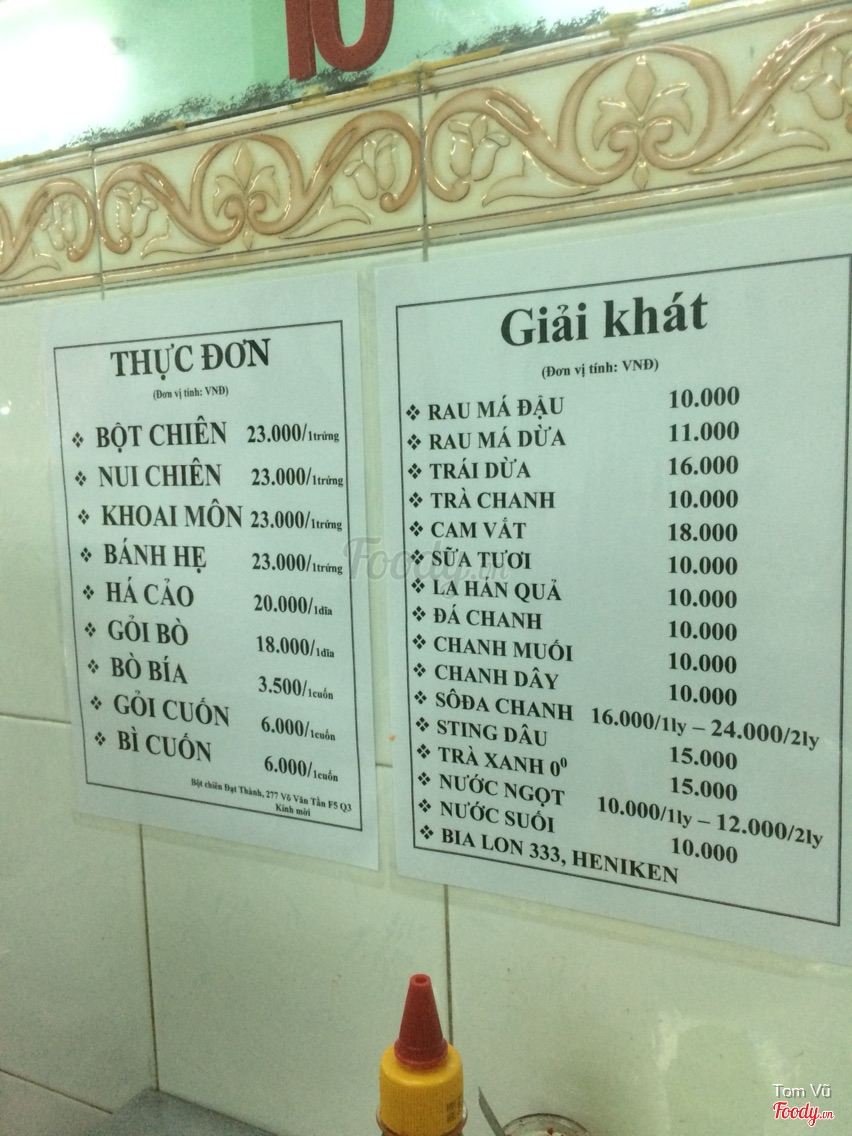 10
THỰC ĐƠN
(Đơn vị tính: VNĐ)
❖ BỘT CHIÊN 23.000/1trứng
❖ NUI CHIÊN 23.000/1trứng
❖ KHOAI MÔN 23.000/1trứng
❖ BÁNH HẸ 23.000/1trứng
❖ HÁ CẢO 20.000/1dĩa
❖ GỎI BÒ 18.000/1dĩa
❖ BÒ BÍA 3.500/1cuốn
❖ GỎI CUỐN 6.000/1cuốn
❖ BÌ CUỐN 6.000/1cuốn
Bột chiên Đạt Thành, 277 Võ Văn Tần F5 Q3
Kính mời
Giải khát
(Đơn vị tính: VNĐ)
❖ RAU MÁ ĐẬU 10.000
❖ RAU MÁ DỪA 11.000
❖ TRÁI DỪA 16.000
❖ TRÀ CHANH 10.000
❖ CAM VẮT 18.000
❖ SỮA TƯƠI 10.000
❖ LA HÁN QUẢ 10.000
❖ ĐÁ CHANH 10.000
❖ CHANH MUỐI 10.000
❖ CHANH DÂY 10.000
❖ SÔĐA CHANH 16.000/1ly – 24.000/2ly
❖ STING DÂU 15.000
❖ TRÀ XANH 0⁰ 15.000
❖ NƯỚC NGỌT 10.000/1ly – 12.000/2ly
❖ NƯỚC SUỐI 10.000
❖ BIA LON 333, HENIKEN
Foody.vn
Tom Vũ
Foody.vn